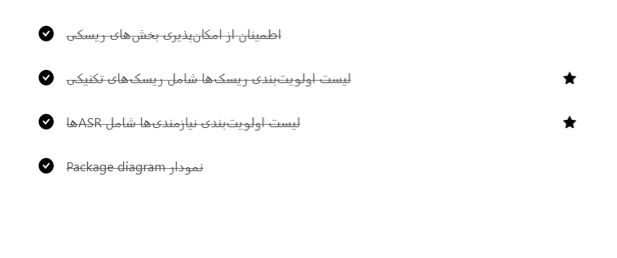 اطمینان از امکان‌پذیری بخش‌های ریسکی
لیست اولویت‌بندی ریسک‌ها شامل ریسک‌های تکنیکی
لیست اولویت‌بندی نیازمندی‌ها شامل ASRها
نمودار Package diagram